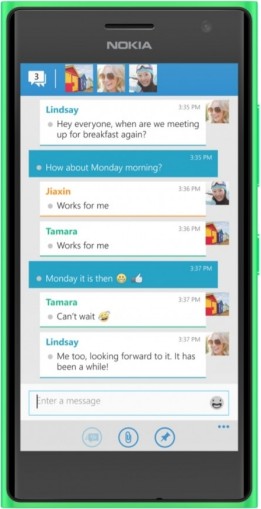 NOKIA
3
Lindsay 3:35 PM
Hey everyone, when are we meeting
up for breakfast again?
3:35 PM
How about Monday morning?
Jiaxin 3:36 PM
Works for me
Tamara 3:36 PM
Works for me
3:37 PM
Monday it is then 😁 👍
Tamara 3:37 PM
Can't wait 🤣
Lindsay 3:37 PM
Me too, looking forward to it. It has
been a while!
Enter a message